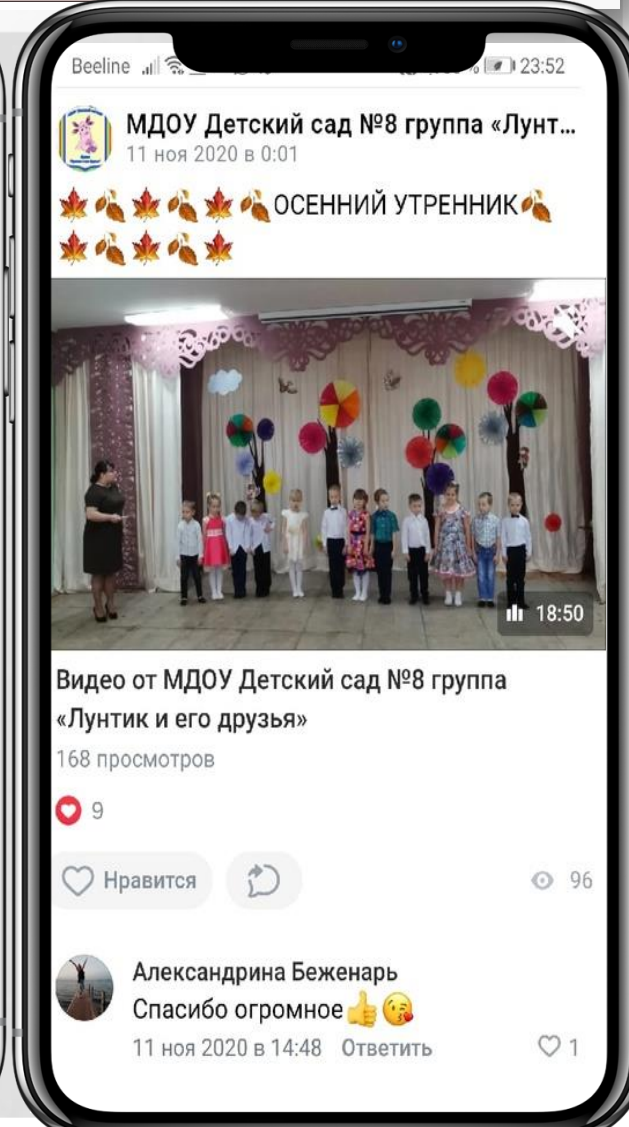 Beeline 23:52
МДОУ Детский сад №8 группа «Лунт...
11 ноя 2020 в 0:01
🍁🍂🍁🍂🍁🍂ОСЕННИЙ УТРЕННИК🍂
🍁🍂🍁🍂🍁
18:50
Видео от МДОУ Детский сад №8 группа
«Лунтик и его друзья»
168 просмотров
9
Нравится 96
Александрина Беженарь
Спасибо огромное👍😘
11 ноя 2020 в 14:48 Ответить 1